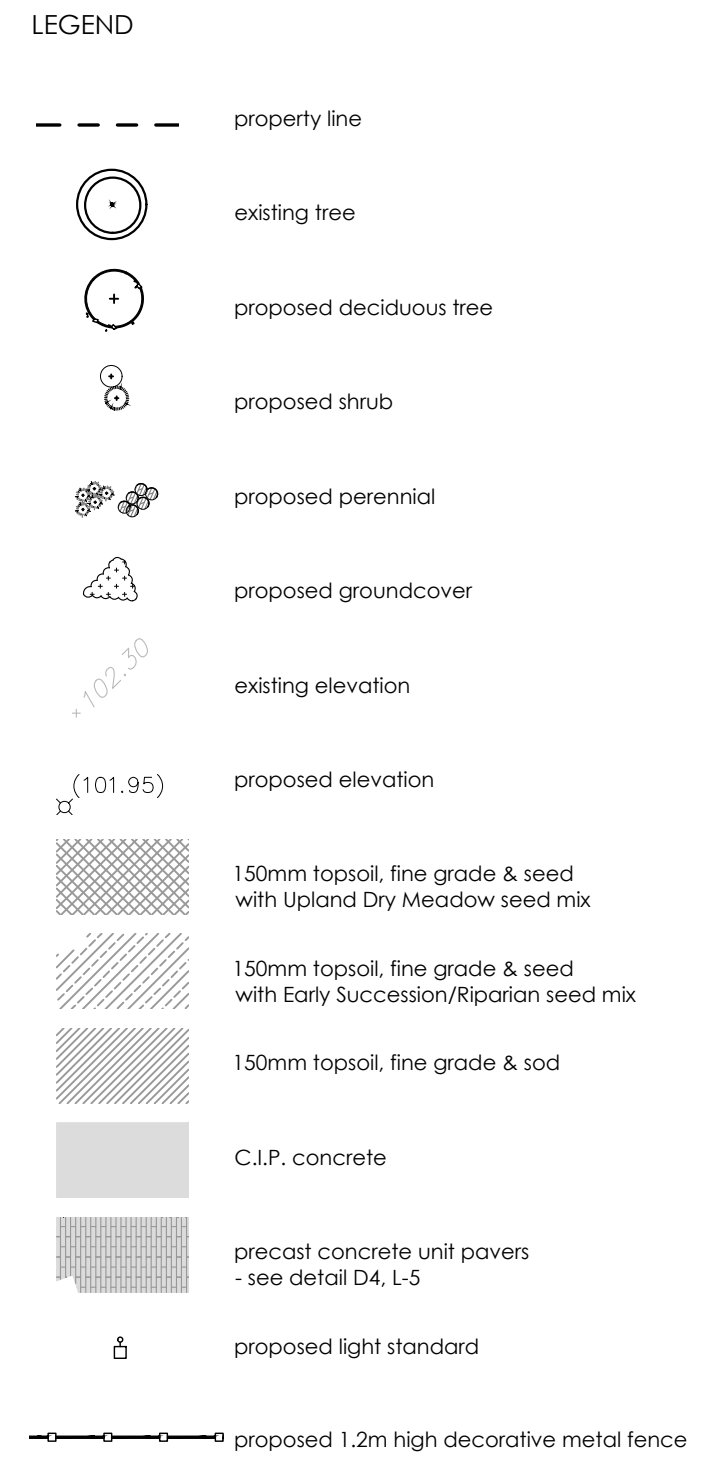 LEGEND
property line
existing tree
proposed deciduous tree
proposed shrub
proposed perennial
proposed groundcover
× 102.30
existing elevation
(101.95)
proposed elevation
150mm topsoil, fine grade & seed
with Upland Dry Meadow seed mix
150mm topsoil, fine grade & seed
with Early Succession/Riparian seed mix
150mm topsoil, fine grade & sod
C.I.P. concrete
precast concrete unit pavers
- see detail D4, L-5
proposed light standard
proposed 1.2m high decorative metal fence